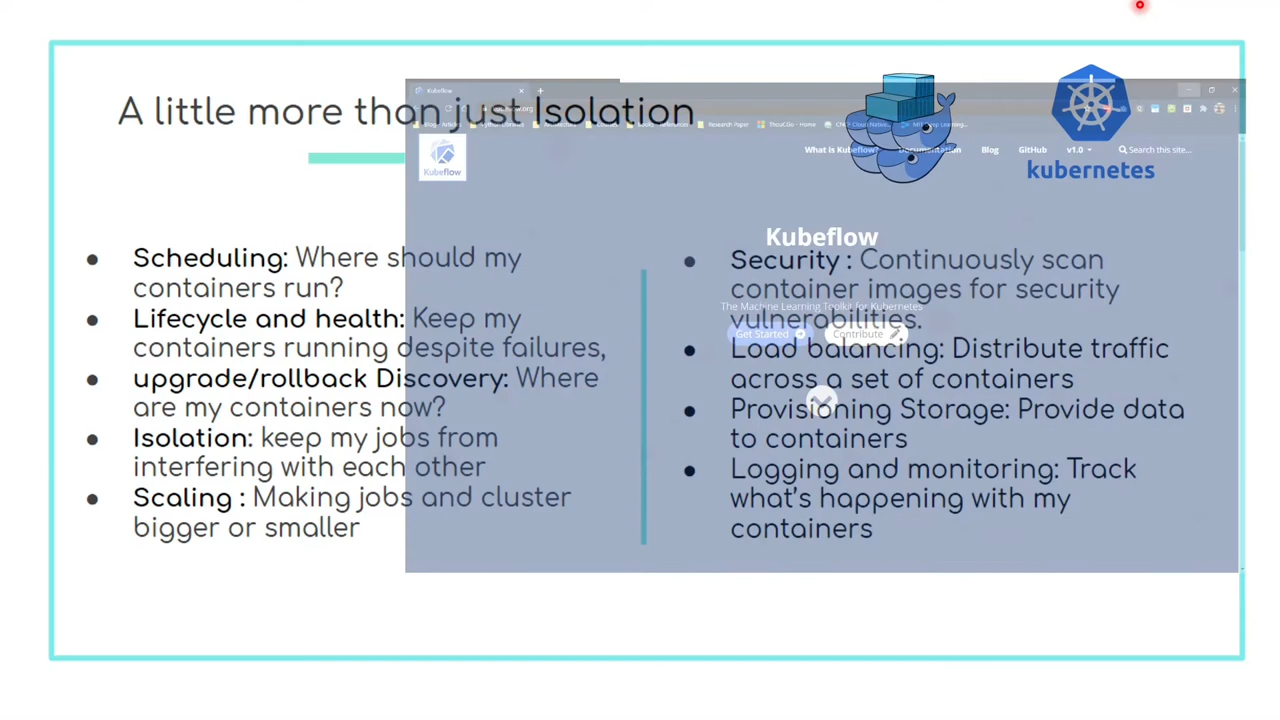 A little more than just Isolation
Kubeflow
What is Kubeflow?
Documentation
Blog
GitHub
v1.0
Search this site...
Kubeflow
kubernetes
Scheduling: Where should my
containers run?
Lifecycle and health: Keep my
containers running despite failures,
upgrade/rollback Discovery: Where
are my containers now?
Isolation: keep my jobs from
interfering with each other
Scaling : Making jobs and cluster
bigger or smaller
Kubeflow
The Machine Learning Toolkit for Kubernetes
Get Started
Contribute
Security : Continuously scan
container images for security
vulnerabilities.
Load balancing: Distribute traffic
across a set of containers
Provisioning Storage: Provide data
to containers
Logging and monitoring: Track
what's happening with my
containers